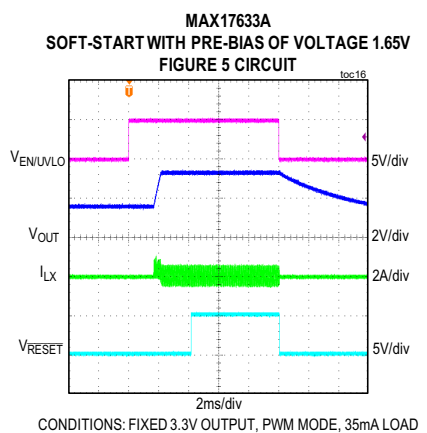 MAX17633A
SOFT-START WITH PRE-BIAS OF VOLTAGE 1.65V
FIGURE 5 CIRCUIT
toc16
T
VEN/UVLO 5V/div
VOUT 2V/div
ILX 2A/div
VRESET 5V/div
2ms/div
CONDITIONS: FIXED 3.3V OUTPUT, PWM MODE, 35mA LOAD